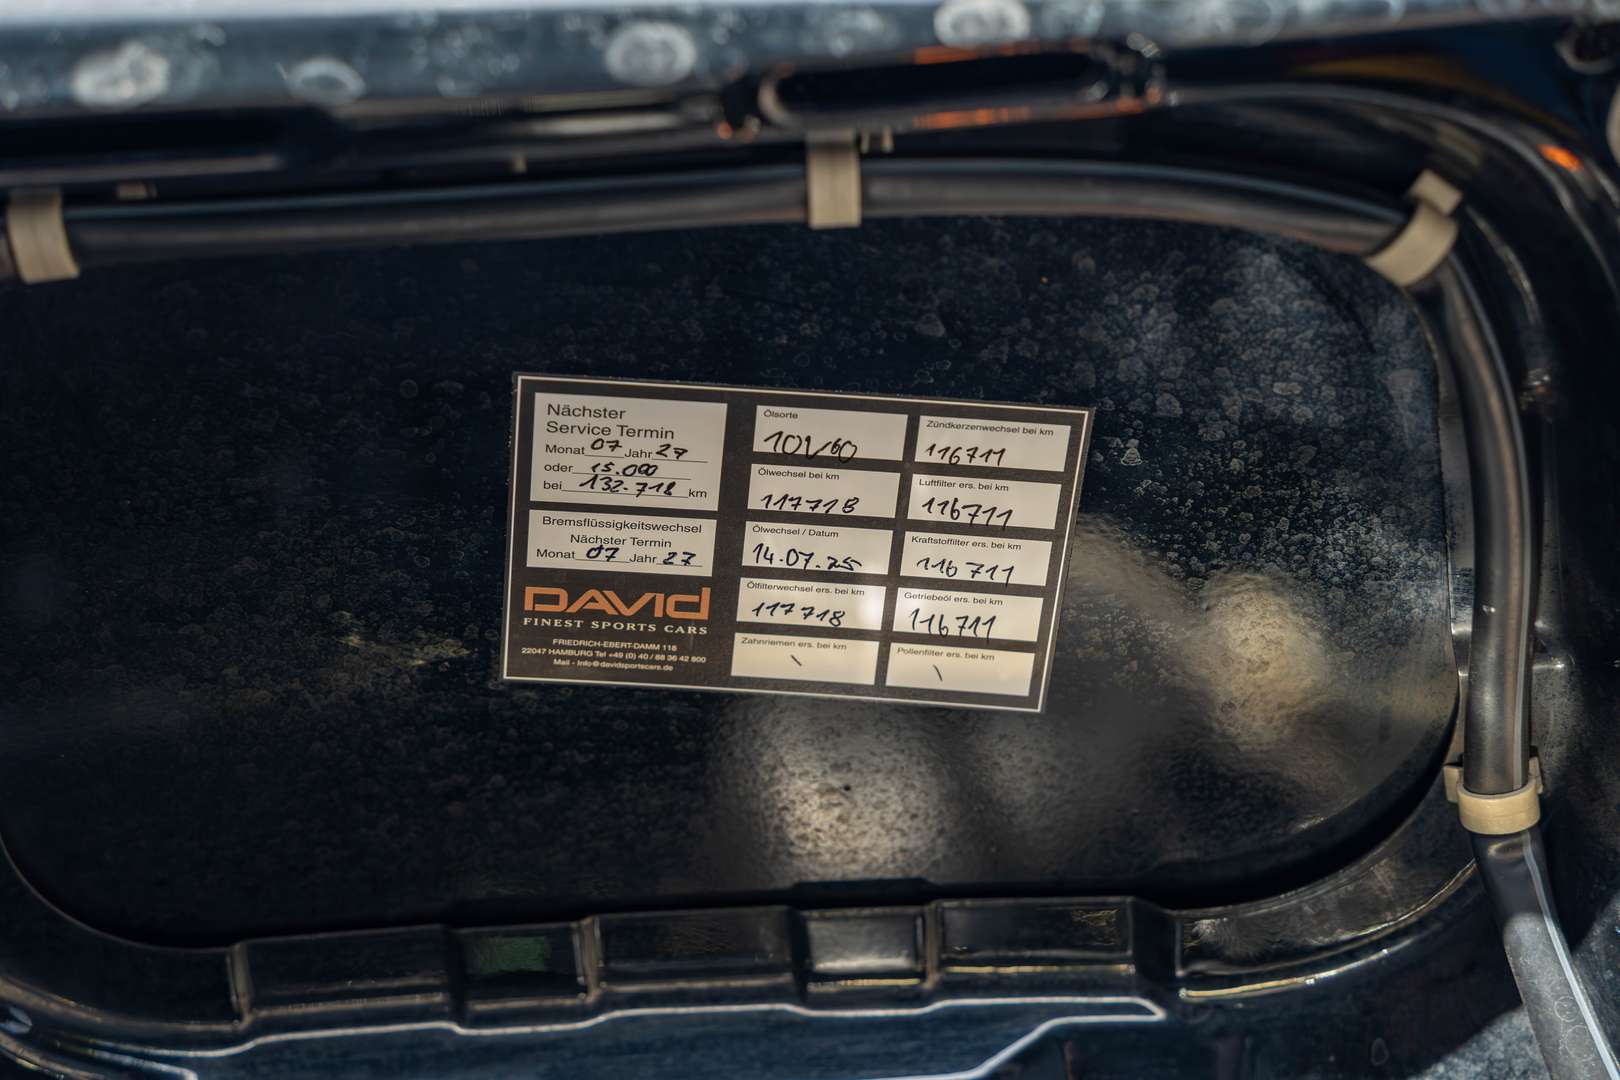 Nächster
Service Termin
Monat 07 Jahr 27
oder 15.000
bei 132.718 km
Bremsflüssigkeitswechsel
Nächster Termin
Monat 07 Jahr 27
DAVID
FINEST SPORTS CARS
FRIEDRICH-EBERT-DAMM 118
22047 HAMBURG Tel +49 (0) 40 / 88 36 42 800
Mail - Info@davidsportscars.de
Ölsorte
10W60
Ölwechsel bei km
117718
Ölwechsel / Datum
14.07.25
Ölfilterwechsel ers. bei km
117718
Zahnriemen ers. bei km
\
Zündkerzenwechsel bei km
116711
Luftfilter ers. bei km
116711
Kraftstoffilter ers. bei km
116711
Getriebeöl ers. bei km
116711
Pollenfilter ers. bei km
\